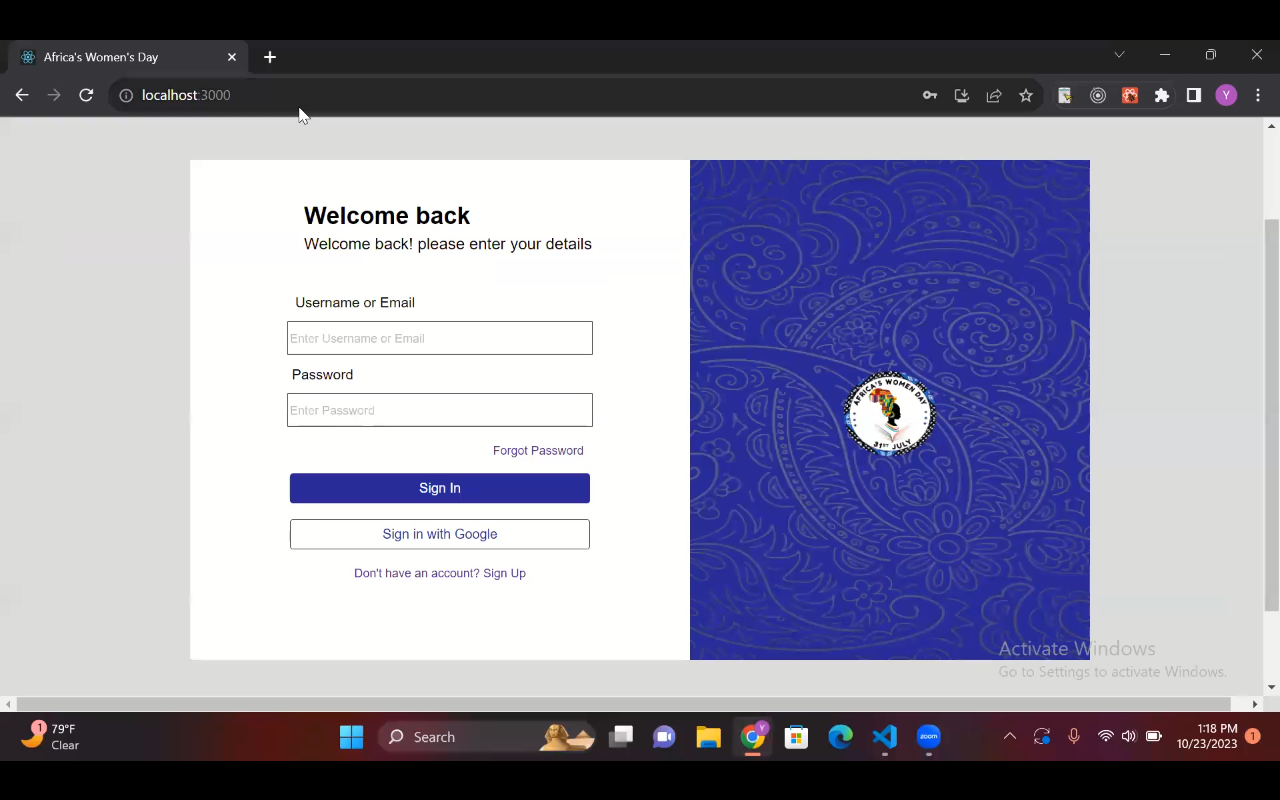 Africa's Women's Day
localhost:3000
Y
Welcome back
Welcome back! please enter your details
Username or Email
Enter Username or Email
Password
Enter Password
Forgot Password
Sign In
Sign in with Google
Don't have an account? Sign Up
AFRICA'S WOMEN DAY
31ST JULY
Activate Windows
Go to Settings to activate Windows.
1
79°F
Clear
Search
Y
zoom
1:18 PM
10/23/2023
1